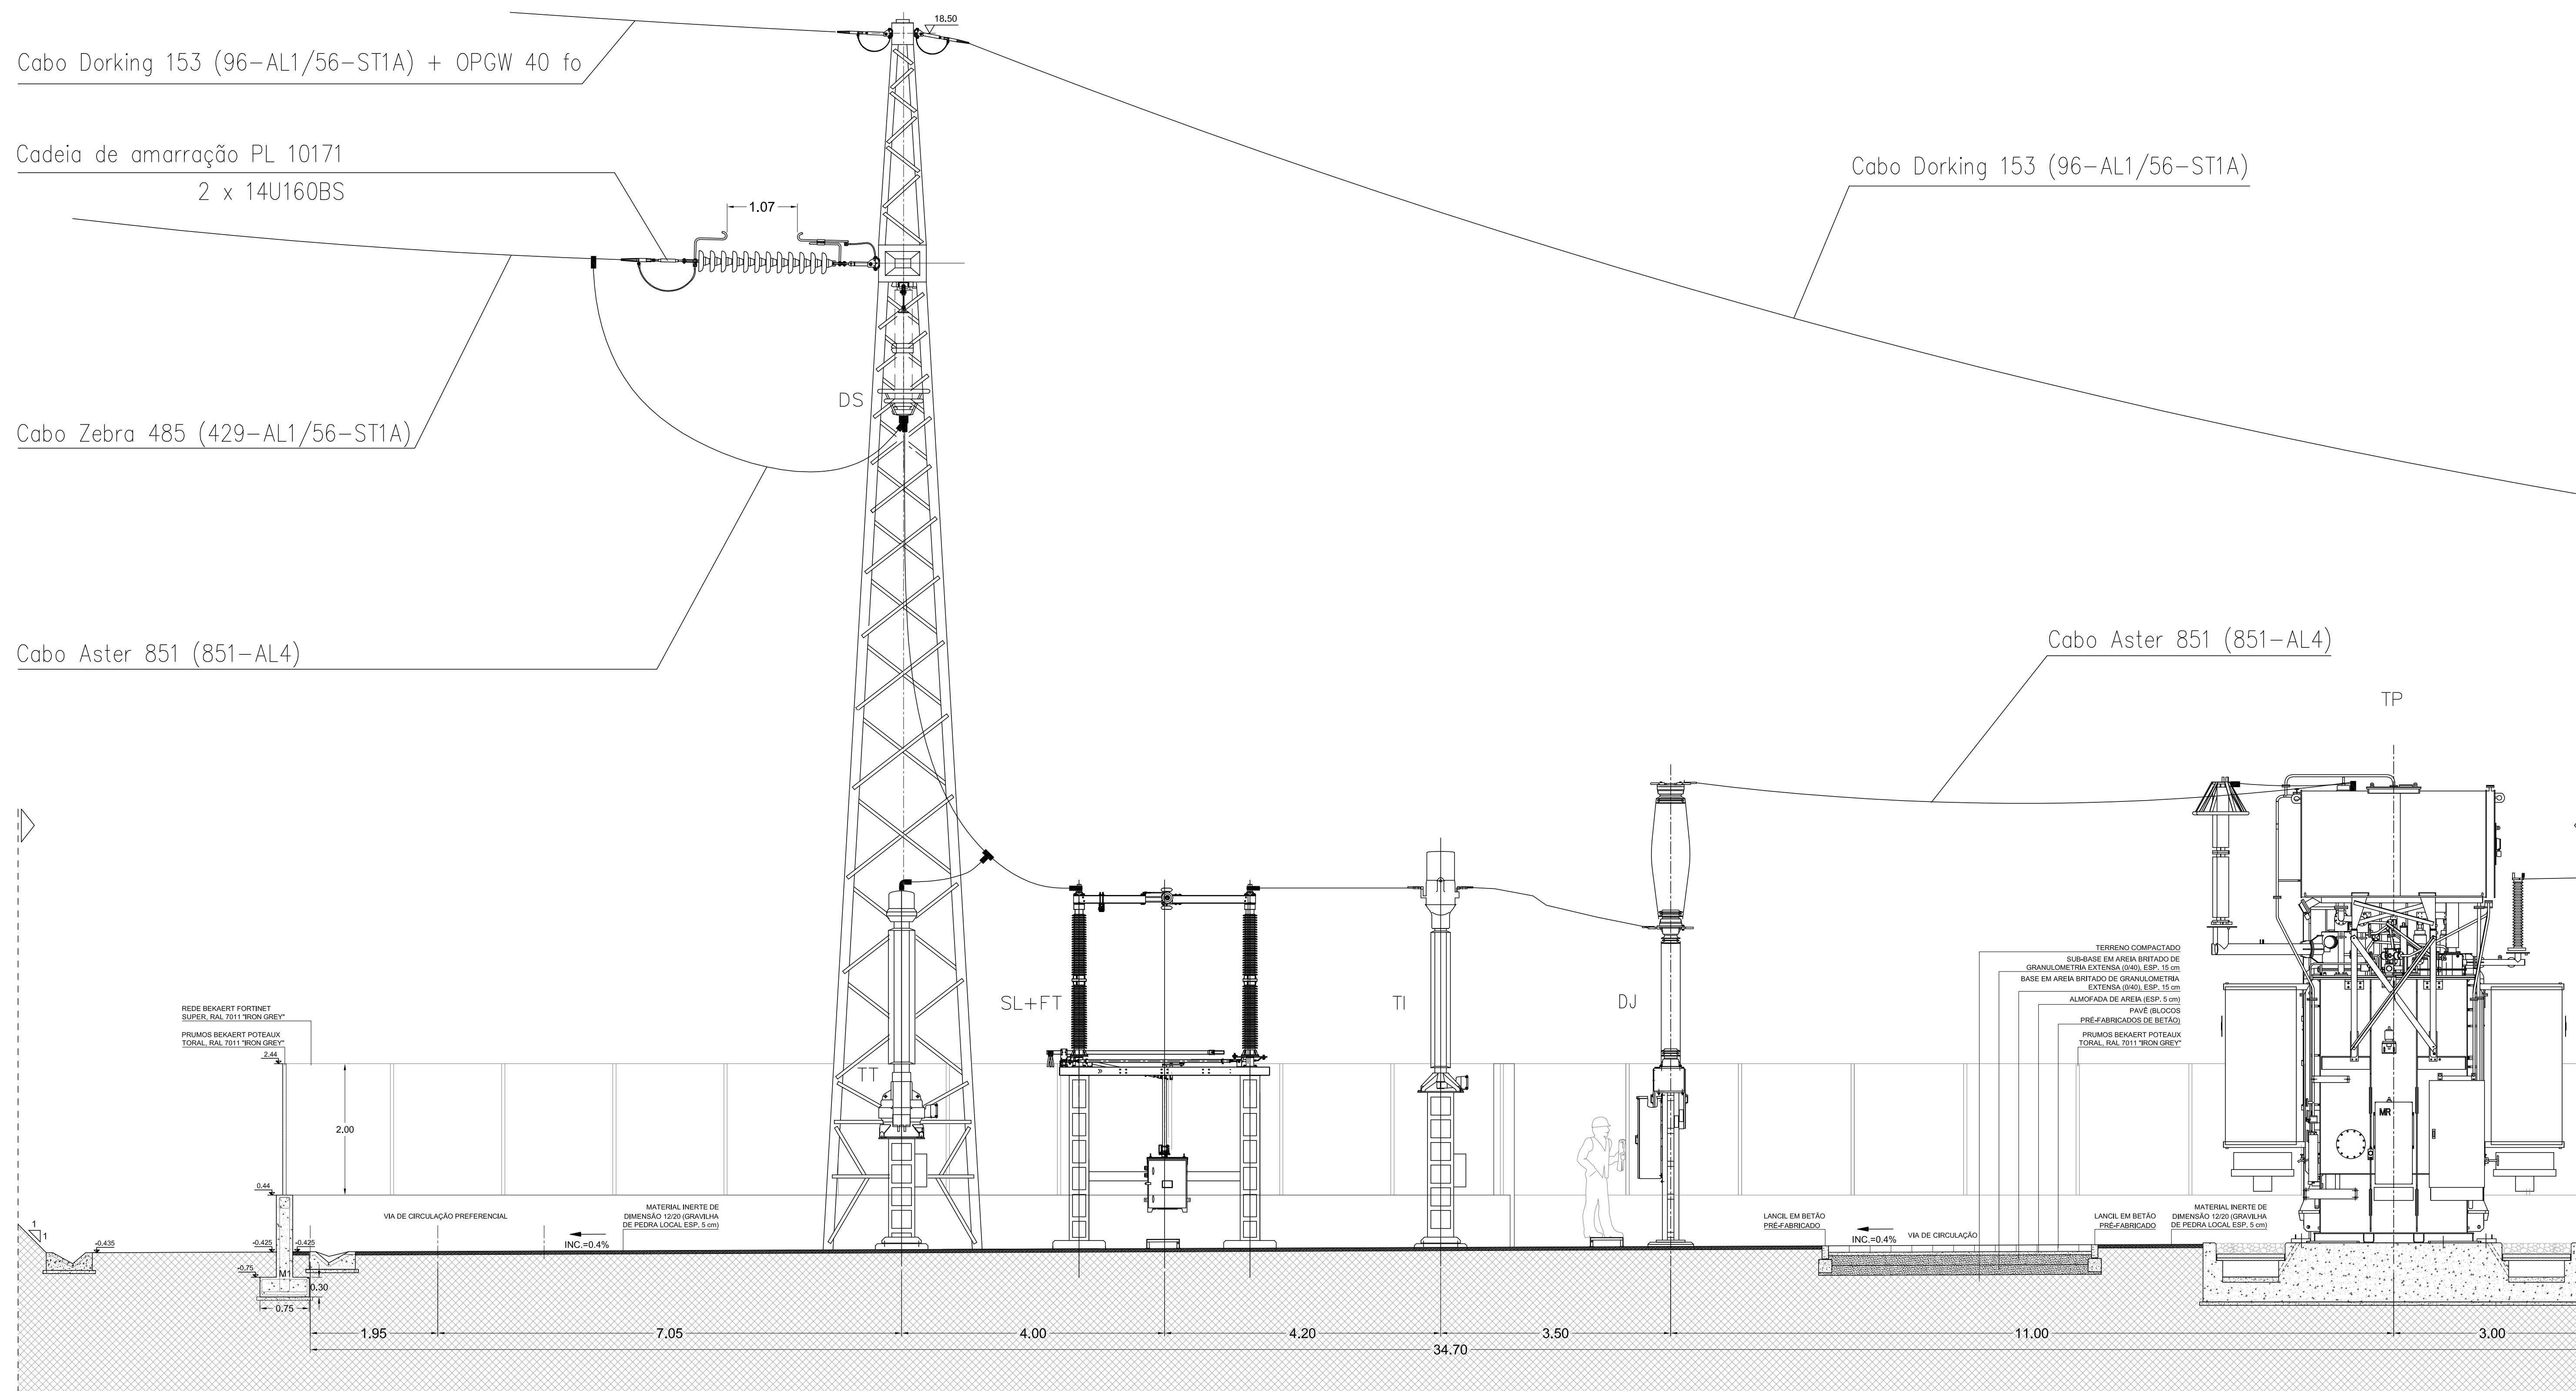 18.50
Cabo Dorking 153 (96-AL1/56-ST1A) + OPGW 40 fo
Cadeia de amarração PL 10171
2 x 14U160BS
1.07
Cabo Dorking 153 (96-AL1/56-ST1A)
DS
Cabo Zebra 485 (429-AL1/56-ST1A)
Cabo Aster 851 (851-AL4)
Cabo Aster 851 (851-AL4)
TP
TERRENO COMPACTADO
SUB-BASE EM AREIA BRITADO DE
GRANULOMETRIA EXTENSA (0/40), ESP. 15 cm
BASE EM AREIA BRITADO DE GRANULOMETRIA
EXTENSA (0/40), ESP. 15 cm
ALMOFADA DE AREIA (ESP. 5 cm)
PAVÊ (BLOCOS
PRÉ-FABRICADOS DE BETÃO)
PRUMOS BEKAERT POTEAUX
TORAL, RAL 7011 "IRON GREY"
SL+FT
TI
DJ
REDE BEKAERT FORTINET
SUPER, RAL 7011 "IRON GREY"
PRUMOS BEKAERT POTEAUX
TORAL, RAL 7011 "IRON GREY"
2.44
TT
2.00
MR
0.44
VIA DE CIRCULAÇÃO PREFERENCIAL
MATERIAL INERTE DE
DIMENSÃO 12/20 (GRAVILHA
DE PEDRA LOCAL ESP. 5 cm)
INC.=0.4%
LANCIL EM BETÃO
PRÉ-FABRICADO
INC.=0.4%
VIA DE CIRCULAÇÃO
LANCIL EM BETÃO
PRÉ-FABRICADO
MATERIAL INERTE DE
DIMENSÃO 12/20 (GRAVILHA
DE PEDRA LOCAL ESP. 5 cm)
1
1
-0.435
-0.425
-0.425
-0.75
M1
0.30
0.75
1.95
7.05
4.00
4.20
3.50
11.00
3.00
34.70